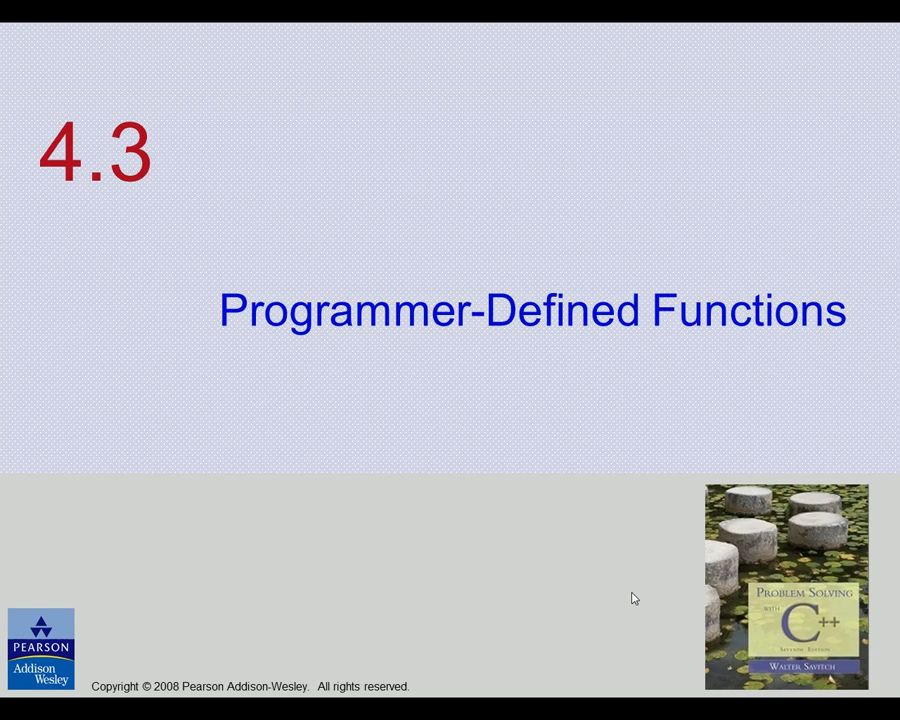 4.3
Programmer-Defined Functions
PROBLEM SOLVING
WITH
C++
SEVENTH EDITION
WALTER SAVITCH
PEARSON
Addison
Wesley
Copyright © 2008 Pearson Addison-Wesley. All rights reserved.